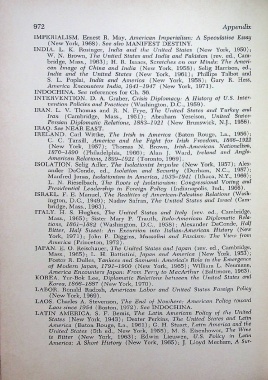 972 Appendix
IMPERIALISM. Ernest R. May, American Imperialism: A Speculative Essay
(New York, 1968). See also MANIFEST DESTINY.
INDIA. L. K. Rosinger, India and the United States (New York, 1950);
W. N. Brown, The United States and India and Pakistan (rev. ed., Cam-
bridge, Mass., 1963); H. R. Isaacs, Scratches on our Minds: The Ameri-
can Image of China and India (New York, 1958); Selig Harrison, ed.,
India and the United States (New York, 1961); Phillips Talbot and
S. L. Poplai, India and America (New York, 1958); Gary R. Hess,
America Encounters India, 1941–1947 (New York, 1971).
INDOCHINA. See references for Ch. 56.
INTERVENTION. D. A. Graber, Crisis Diplomacy: A History of U.S. Inter-
vention Policies and Practices (Washington, D.C., 1959).
IRAN. L. V. Thomas and R. N. Frye, The United States and Turkey and
Iran (Cambridge, Mass., 1951); Abraham Yeselson, United States-
Persian Diplomatic Relations, 1883–1921 (New Brunswick, N.J., 1956).
IRAQ. See NEAR EAST.
IRELAND. Carl Wittke, The Irish in America (Baton Rouge, La., 1956);
C. C. Tansill, America and the Fight for Irish Freedom, 1866–1922
(New York, 1957); Thomas N. Brown, Irish-American Nationalism,
1870–1890 (Philadelphia, 1966); Alan J. Ward, Ireland and Anglo-
American Relations, 1899–1921 (Toronto, 1969).
ISOLATION. Selig Adler, The Isolationist Impulse (New York, 1957); Alex-
ander DeConde, ed., Isolation and Security (Durham, N.C., 1957);
Manfred Jonas, Isolationism in America, 1935–1941 (Ithaca, N.Y., 1966);
L. N. Rieselbach, The Roots of Isolationism: Congressional Voting and
Presidential Leadership in Foreign Policy (Indianapolis, Ind., 1966).
ISRAEL. F. E. Manuel, The Realities of American-Palestine Relations (Wash-
ington, D.C., 1949); Nadav Safran, The United States and Israel (Cam-
bridge, Mass., 1963).
ITALY. H. S. Hughes, The United States and Italy (rev. ed., Cambridge,
Mass., 1965); Sister Mary P. Trauth, Italo-American Diplomatic Rela-
tions, 1861–1882 (Washington, D.C., 1958); Alexander DeConde, Half
Bitter, Half Sweet: An Excursion into Italian-American History (New
York, 1971); John P. Diggins, Mussolini and Fascism: The View from
America (Princeton, 1972).
JAPAN. E. O. Reischauer, The United States and Japan (rev. ed., Cambridge,
Mass., 1965); L. H. Battistini, Japan and America (New York, 1953);
Foster R. Dulles, Yankees and Samurai: America's Role in the Emergence
of Modern Japan, 1791–1900 (New York, 1965); William L. Neumann,
America Encounters Japan: From Perry to MacArthur (Baltimore, 1963).
KOREA. Yur-Bok Lee, Diplomatic Relations between the United States and
Korea, 1866–1887 (New York, 1970).
LABOR. Ronald Radosh, American Labor and United States Foreign Policy
(New York, 1969).
LAOS. Charles A. Stevenson, The End of Nowhere: American Policy toward
Laos since 1954 (Boston, 1972). See INDOCHINA.
LATIN AMERICA. S. F. Bemis, The Latin American Policy of the United
States (New York, 1943); Dexter Perkins, The United States and Latin
America (Baton Rouge, La., 1961); G. H. Stuart, Latin America and the
United States (5th ed., New York, 1955); M. S. Eisenhower, The Wine
is Bitter (New York, 1963); Edwin Lieuwen, U.S. Policy in Latin
America: A Short History (New York, 1965); J. Lloyd Mecham, A Sur-